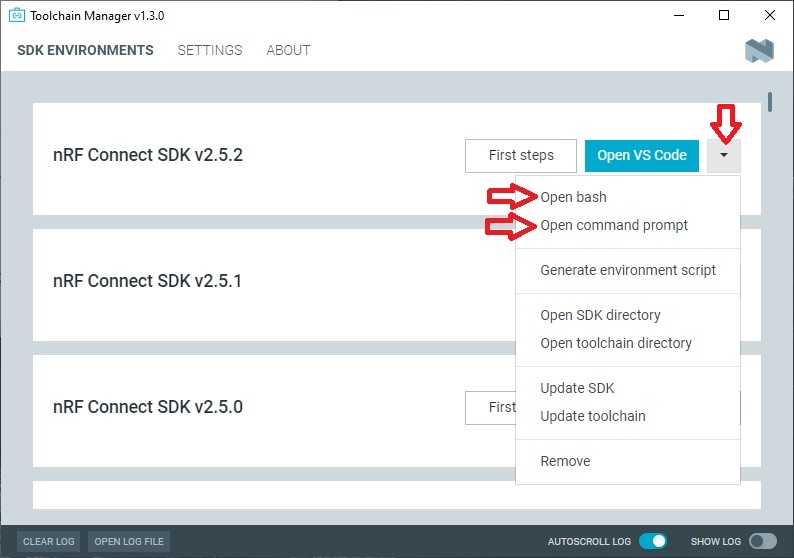 Toolchain Manager v1.3.0
SDK ENVIRONMENTS SETTINGS ABOUT
nRF Connect SDK v2.5.2
First steps
Open VS Code
Open bash
Open command prompt
Generate environment script
Open SDK directory
Open toolchain directory
Update SDK
Update toolchain
Remove
nRF Connect SDK v2.5.1
nRF Connect SDK v2.5.0
First
CLEAR LOG OPEN LOG FILE AUTOSCROLL LOG SHOW LOG